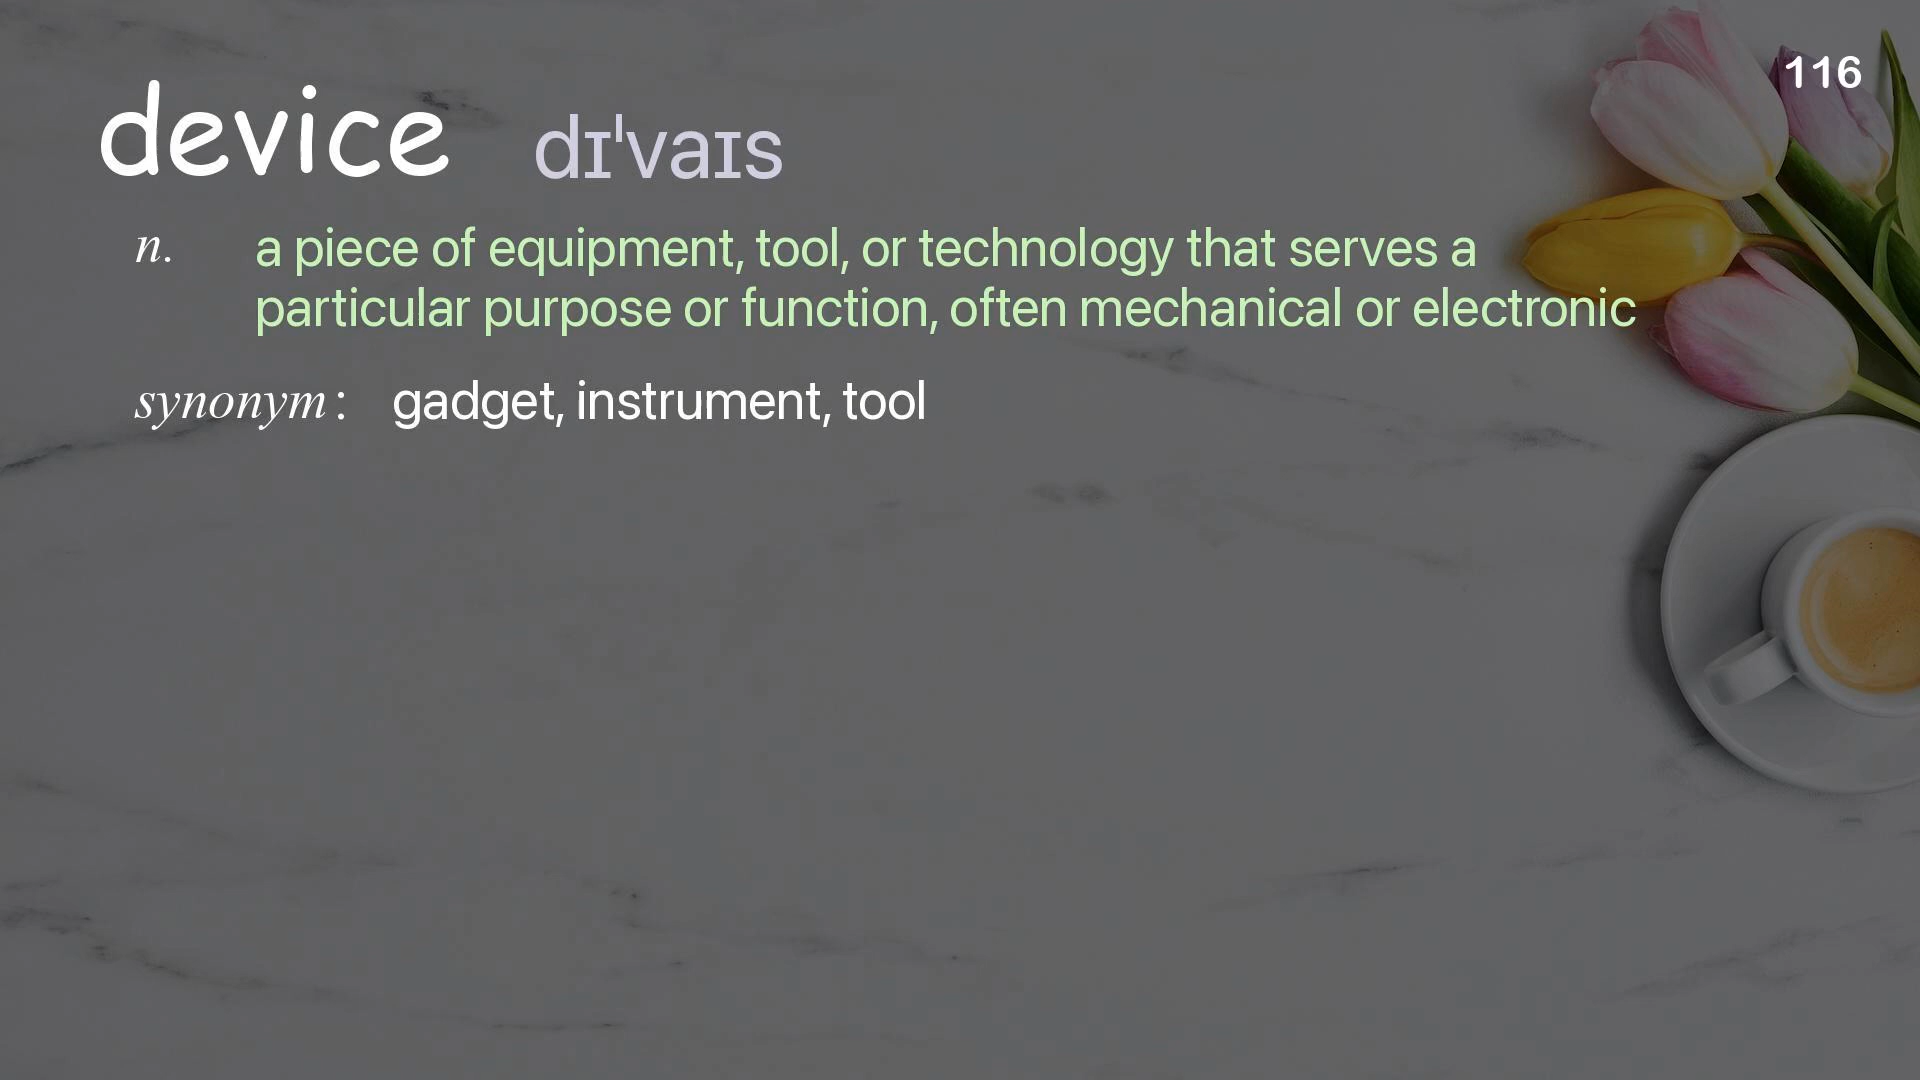 116
device dɪˈvaɪs
n. a piece of equipment, tool, or technology that serves a
particular purpose or function, often mechanical or electronic
synonym: gadget, instrument, tool